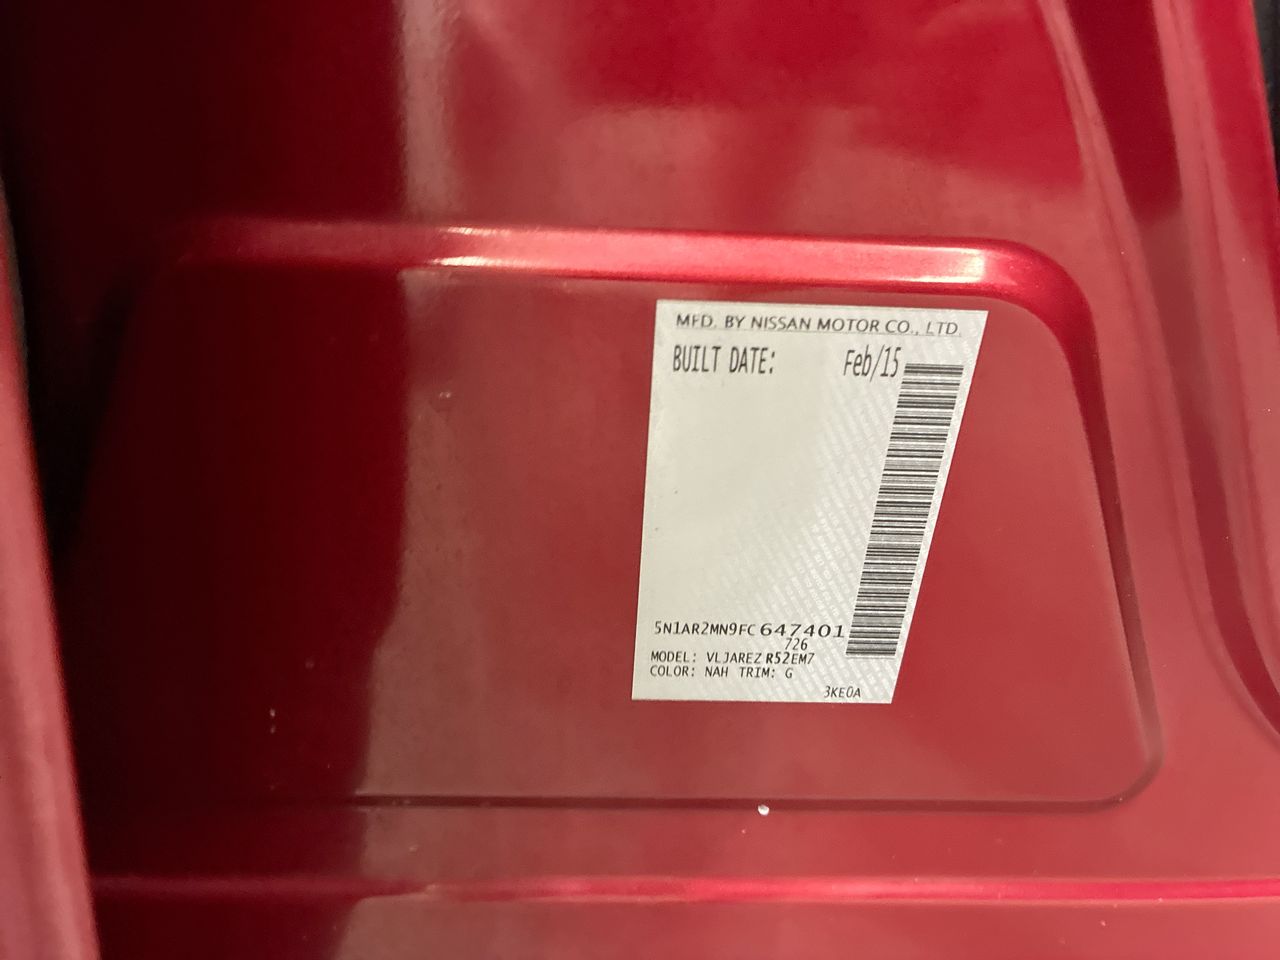 MFD. BY NISSAN MOTOR CO., LTD.
BUILT DATE: Feb/15
5N1AR2MN9FC647401
726
MODEL: VLJAREZ R52EM7
COLOR: NAH TRIM: G
3KE0A